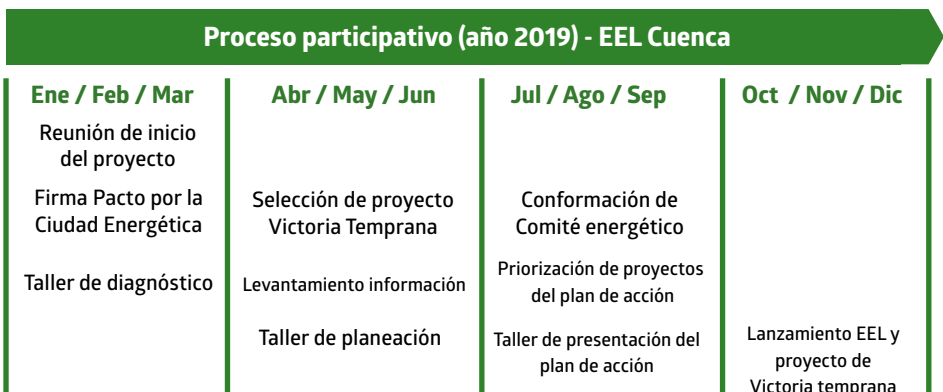 Proceso participativo (año 2019) - EEL Cuenca
Ene / Feb / Mar
Reunión de inicio
del proyecto
Firma Pacto por la
Ciudad Energética
Taller de diagnóstico
Abr / May / Jun
Selección de proyecto
Victoria Temprana
Levantamiento información
Taller de planeación
Jul / Ago / Sep
Conformación de
Comité energético
Priorización de proyectos
del plan de acción
Taller de presentación del
plan de acción
Oct / Nov / Dic
Lanzamiento EEL y
proyecto de
Victoria temprana